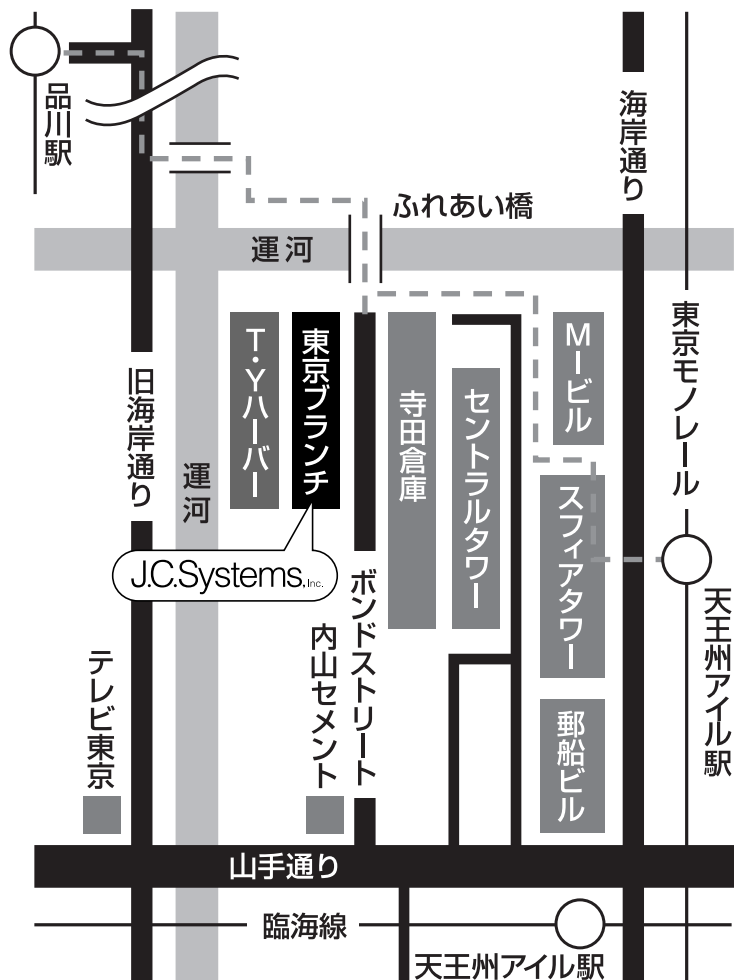 品川駅
海岸通り
ふれあい橋
運河
東京モノレール
旧海岸通り
T・Yハーバー
東京ブランチ
寺田倉庫
セントラルタワー
Mービル
運河
スフィアタワー
J.C.Systems,Inc.
ボンドストリート
内山セメント
天王州アイル駅
テレビ東京
郵船ビル
山手通り
臨海線
天王州アイル駅